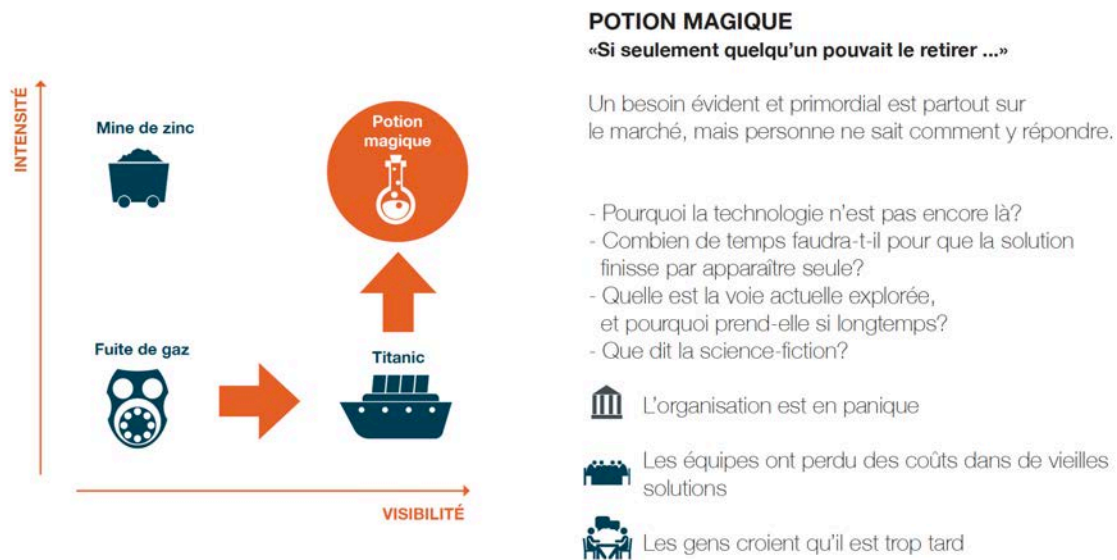 INTENSITÉ
Mine de zinc
Potion
magique
Fuite de gaz
Titanic
VISIBILITÉ
POTION MAGIQUE
«Si seulement quelqu'un pouvait le retirer ...»
Un besoin évident et primordial est partout sur
le marché, mais personne ne sait comment y répondre.
- Pourquoi la technologie n'est pas encore là?
- Combien de temps faudra-t-il pour que la solution
finisse par apparaître seule?
- Quelle est la voie actuelle explorée,
et pourquoi prend-elle si longtemps?
- Que dit la science-fiction?
L'organisation est en panique
Les équipes ont perdu des coûts dans de vieilles
solutions
Les gens croient qu'il est trop tard